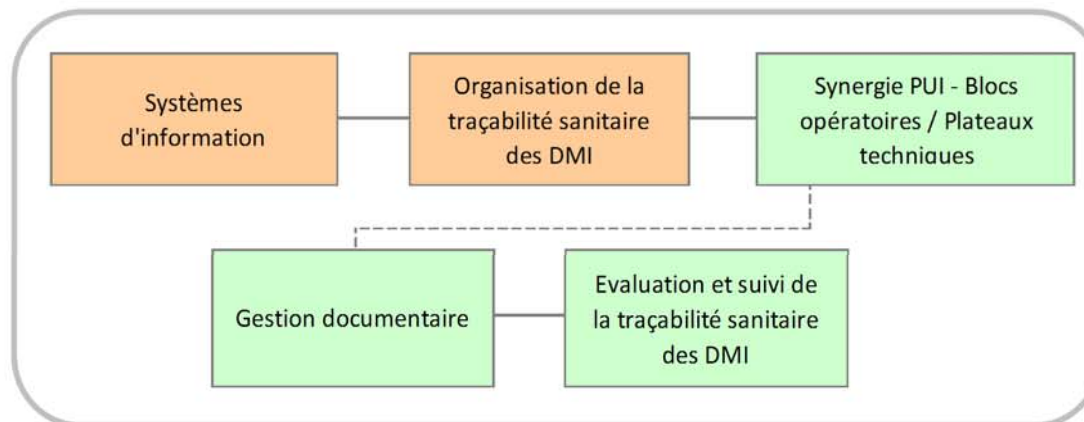 Systèmes
d'information
Organisation de la
traçabilité sanitaire
des DMI
Synergie PUI - Blocs
opératoires / Plateaux
techniques
Gestion documentaire
Evaluation et suivi de
la traçabilité sanitaire
des DMI